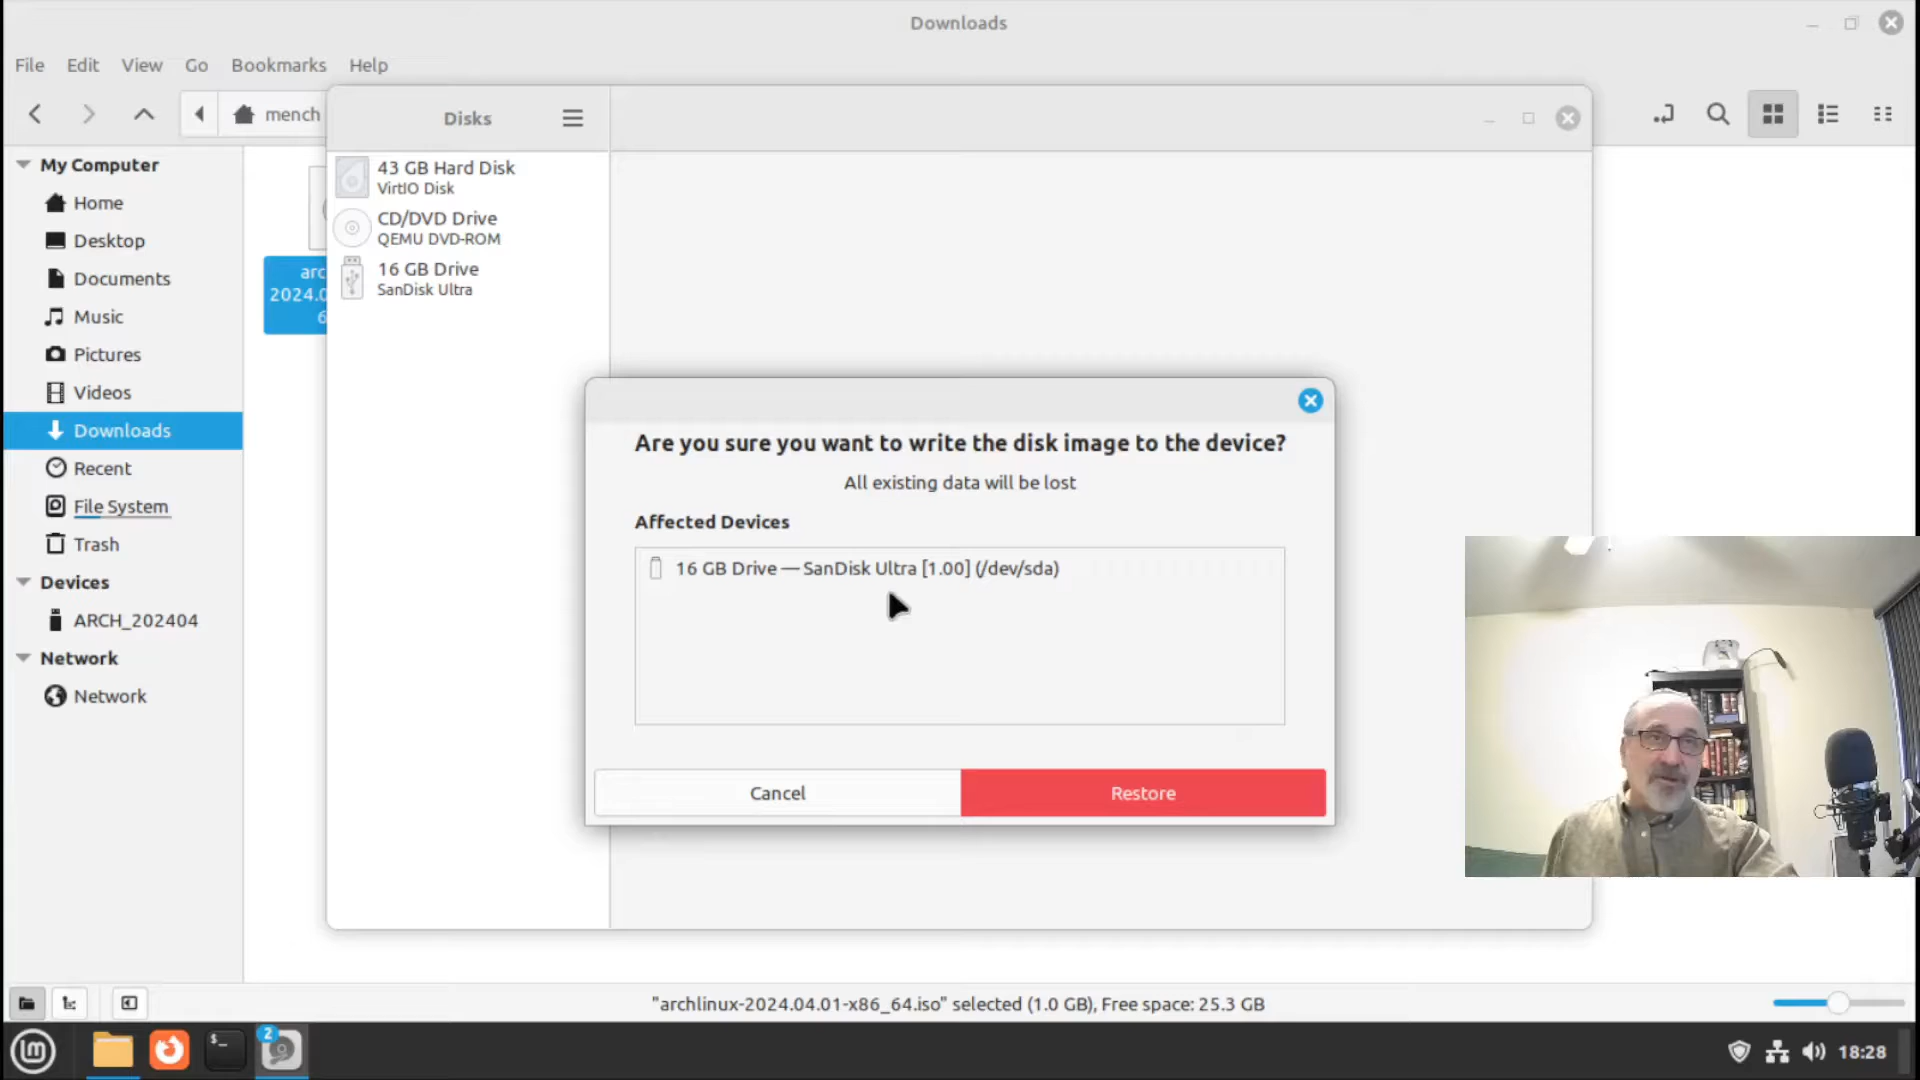 Downloads
File Edit View Go Bookmarks Help
mench
Disks
My Computer
Home
Desktop
Documents
Music
Pictures
Videos
Downloads
Recent
File System
Trash
Devices
ARCH_202404
Network
Network
arc
2024.0
6
43 GB Hard Disk
VirtIO Disk
CD/DVD Drive
QEMU DVD-ROM
16 GB Drive
SanDisk Ultra
Are you sure you want to write the disk image to the device?
All existing data will be lost
Affected Devices
16 GB Drive — SanDisk Ultra [1.00] (/dev/sda)
Cancel
Restore
"archlinux-2024.04.01-x86_64.iso" selected (1.0 GB), Free space: 25.3 GB
lm
$_
2
18:28